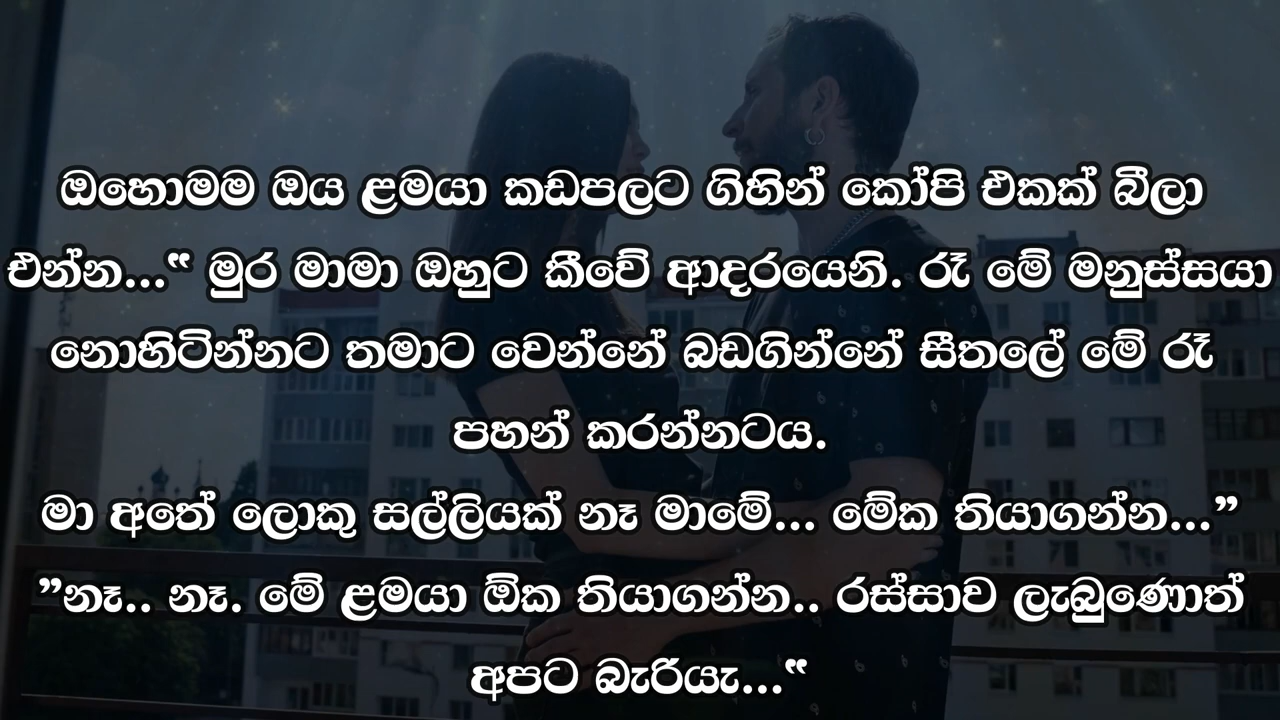 ඔහොමම ඔය ළමයා කඩපලට ගිහින් කෝපි එකක් බීලා
එන්න...‟ මුර මාමා ඔහුට කීවේ ආදරයෙනි. රෑ මේ මනුස්සයා
නොහිටින්නට තමාට වෙන්නේ බඩගින්නේ සීතලේ මේ රෑ
පහන් කරන්නටය.
මා අතේ ලොකු සල්ලියක් නෑ මාමේ... මේක තියාගන්න...”
”නෑ.. නෑ. මේ ළමයා ඕක තියාගන්න.. රස්සාව ලැබුණොත්
අපට බැරියැ...‟